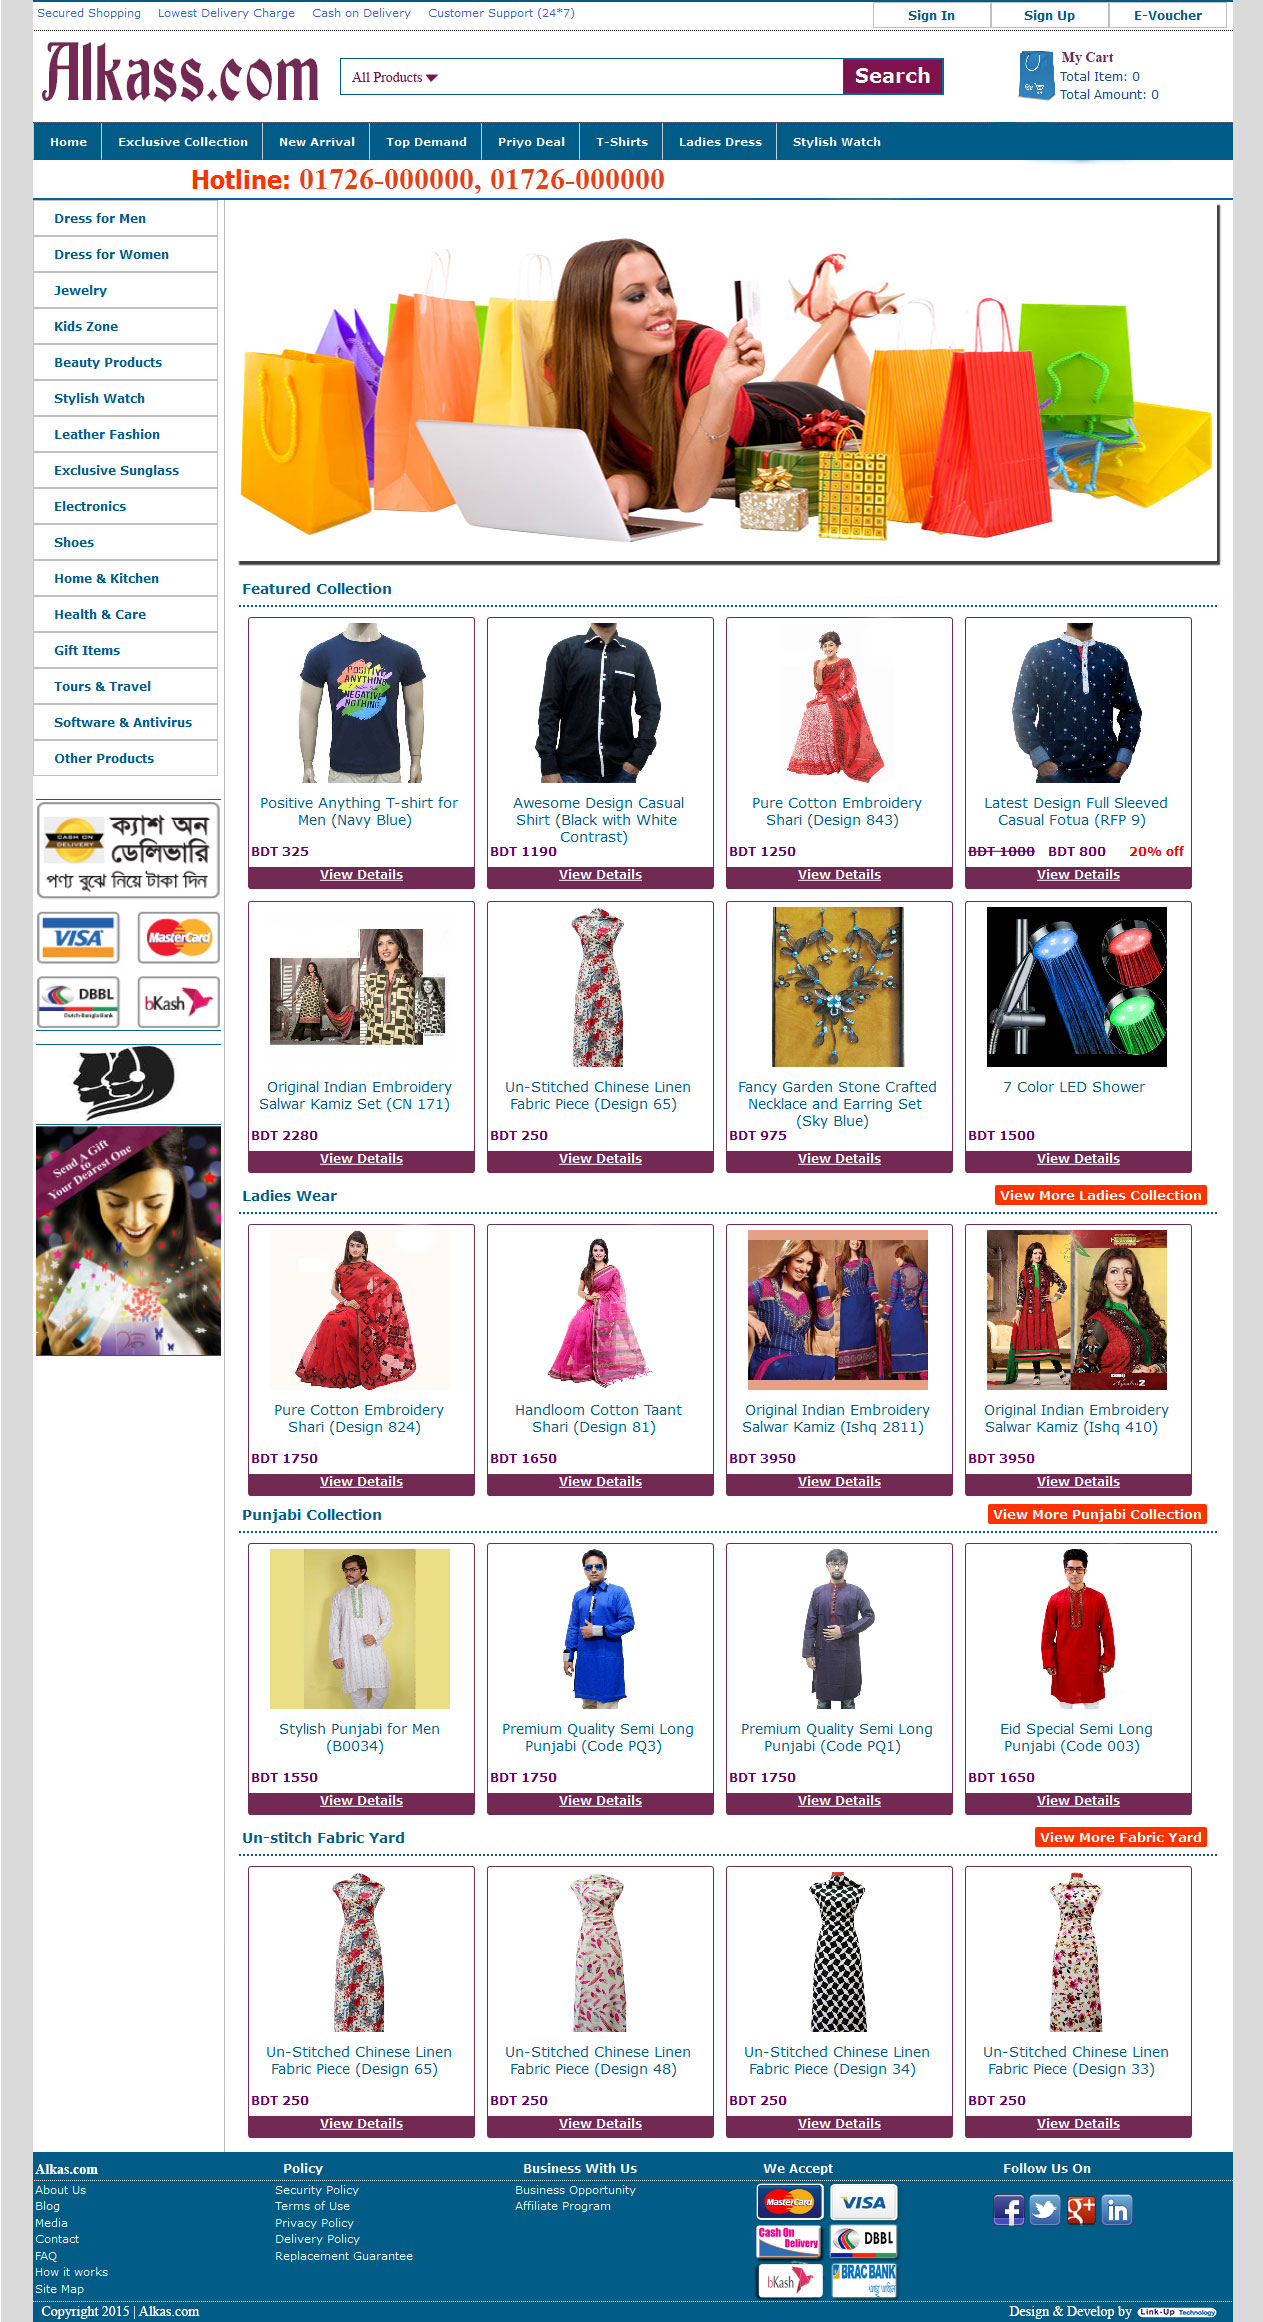 Secured Shopping Lowest Delivery Charge Cash on Delivery Customer Support (24*7) Sign In Sign Up E-Voucher
Alkass.com
All Products Search
My Cart
Total Item: 0
Total Amount: 0
Home Exclusive Collection New Arrival Top Demand Priyo Deal T-Shirts Ladies Dress Stylish Watch
Hotline: 01726-000000, 01726-000000
Dress for Men
Dress for Women
Jewelry
Kids Zone
Beauty Products
Stylish Watch
Leather Fashion
Exclusive Sunglass
Electronics
Shoes
Home & Kitchen
Health & Care
Gift Items
Tours & Travel
Software & Antivirus
Other Products
ক্যাশ অন
CASH ON
DELIVERY
ডেলিভারি
পণ্য বুঝে নিয়ে টাকা দিন
VISA MasterCard
DBBL
Dutch-Bangla Bank
bKash
Send A Gift
to
Your Dearest One
Featured Collection
POSITIVE
ANYTHING
NEGATIVE
NOTHING
Positive Anything T-shirt for
Men (Navy Blue)
BDT 325
View Details
Awesome Design Casual
Shirt (Black with White
Contrast)
BDT 1190
View Details
Pure Cotton Embroidery
Shari (Design 843)
BDT 1250
View Details
Latest Design Full Sleeved
Casual Fotua (RFP 9)
BDT 1000 BDT 800 20% off
View Details
Original Indian Embroidery
Salwar Kamiz Set (CN 171)
BDT 2280
View Details
Un-Stitched Chinese Linen
Fabric Piece (Design 65)
BDT 250
View Details
Fancy Garden Stone Crafted
Necklace and Earring Set
(Sky Blue)
BDT 975
View Details
7 Color LED Shower
BDT 1500
View Details
Ladies Wear View More Ladies Collection
Pure Cotton Embroidery
Shari (Design 824)
BDT 1750
View Details
Handloom Cotton Taant
Shari (Design 81)
BDT 1650
View Details
Original Indian Embroidery
Salwar Kamiz (Ishq 2811)
BDT 3950
View Details
Original Indian Embroidery
Salwar Kamiz (Ishq 410)
BDT 3950
View Details
Punjabi Collection View More Punjabi Collection
Stylish Punjabi for Men
(B0034)
BDT 1550
View Details
Premium Quality Semi Long
Punjabi (Code PQ3)
BDT 1750
View Details
Premium Quality Semi Long
Punjabi (Code PQ1)
BDT 1750
View Details
Eid Special Semi Long
Punjabi (Code 003)
BDT 1650
View Details
Un-stitch Fabric Yard View More Fabric Yard
Un-Stitched Chinese Linen
Fabric Piece (Design 65)
BDT 250
View Details
Un-Stitched Chinese Linen
Fabric Piece (Design 48)
BDT 250
View Details
Un-Stitched Chinese Linen
Fabric Piece (Design 34)
BDT 250
View Details
Un-Stitched Chinese Linen
Fabric Piece (Design 33)
BDT 250
View Details
Alkas.com
About Us
Blog
Media
Contact
FAQ
How it works
Site Map
Policy
Security Policy
Terms of Use
Privacy Policy
Delivery Policy
Replacement Guarantee
Business With Us
Business Opportunity
Affiliate Program
We Accept
MasterCard VISA
Cash On
Delivery
DBBL
bKash BRAC BANK
Follow Us On
Copyright 2015 | Alkas.com
Design & Develop by Link-Up Technology